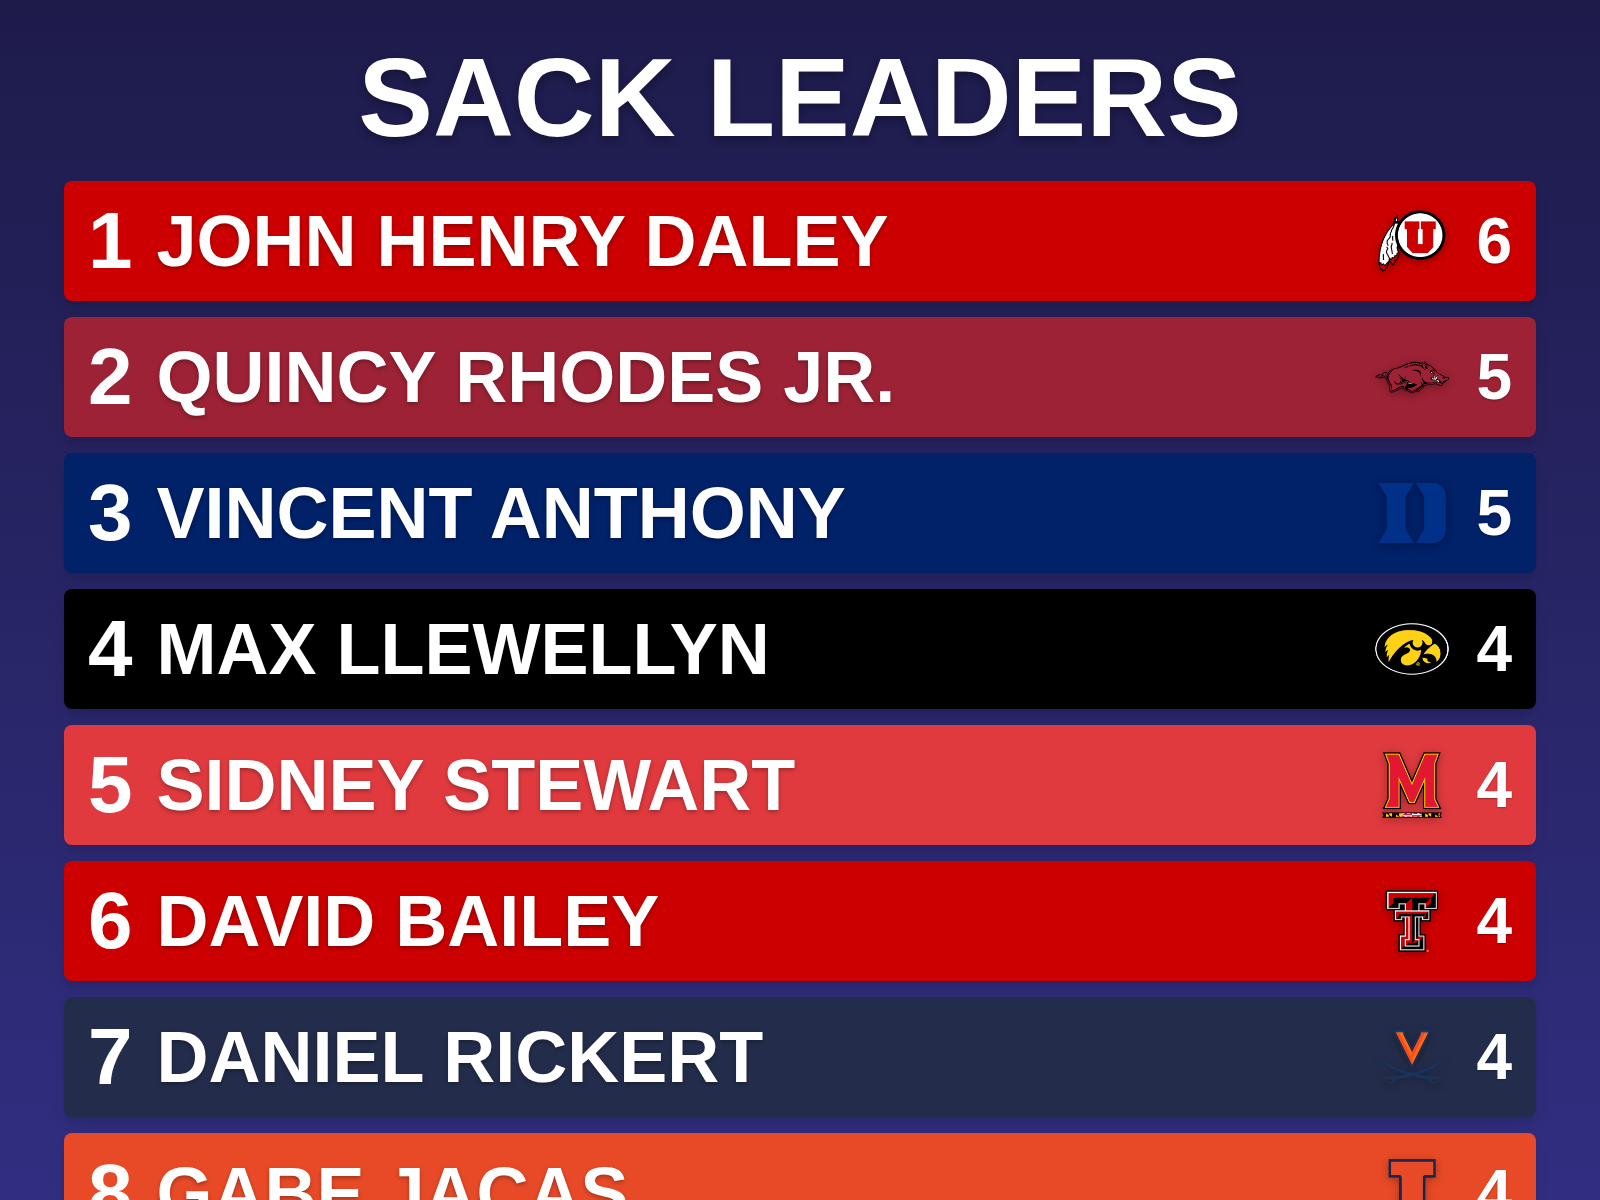 SACK LEADERS
1 JOHN HENRY DALEY U 6
2 QUINCY RHODES JR. 5
3 VINCENT ANTHONY D 5
4 MAX LLEWELLYN 4
5 SIDNEY STEWART M 4
6 DAVID BAILEY TT 4
7 DANIEL RICKERT V 4
8 GABE JACAS I 4